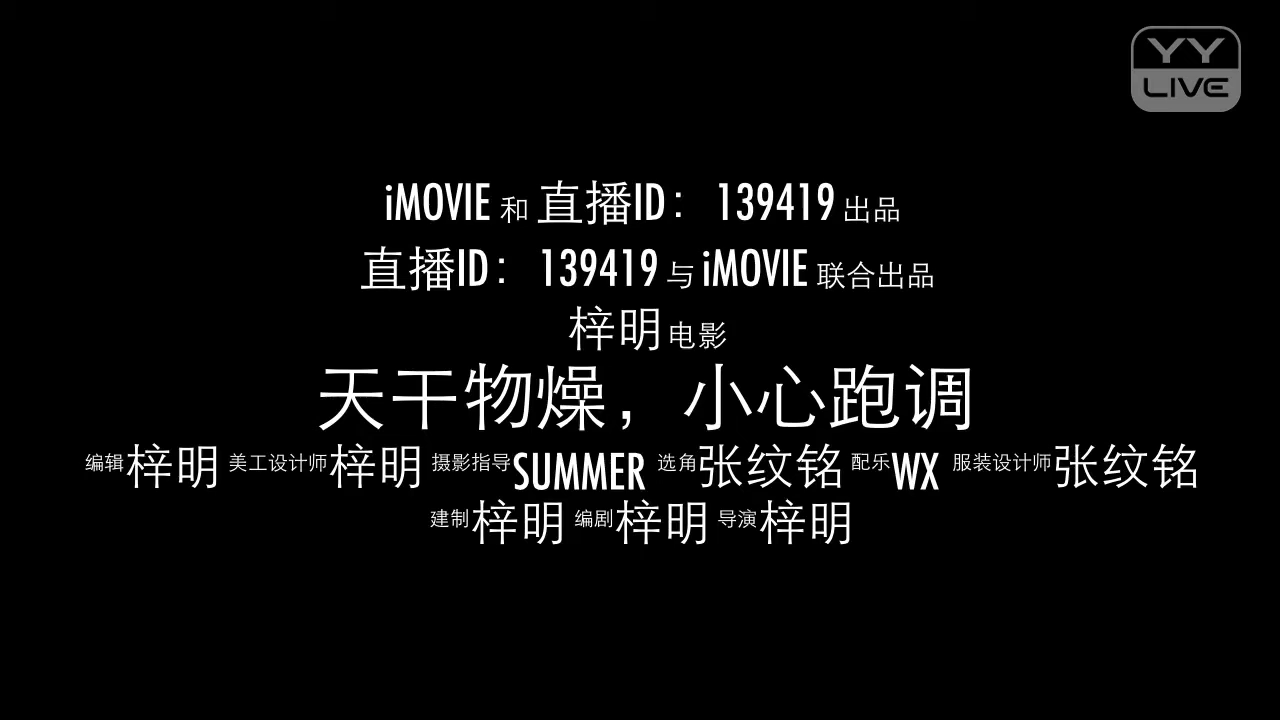 YY
LIVE
iMOVIE 和 直播ID：139419 出品
直播ID：139419 与 iMOVIE 联合出品
梓明 电影
天干物燥，小心跑调
编辑 梓明 美工设计师 梓明 摄影指导 SUMMER 选角 张纹铭 配乐 WX 服装设计师 张纹铭
建制 梓明 编剧 梓明 导演 梓明